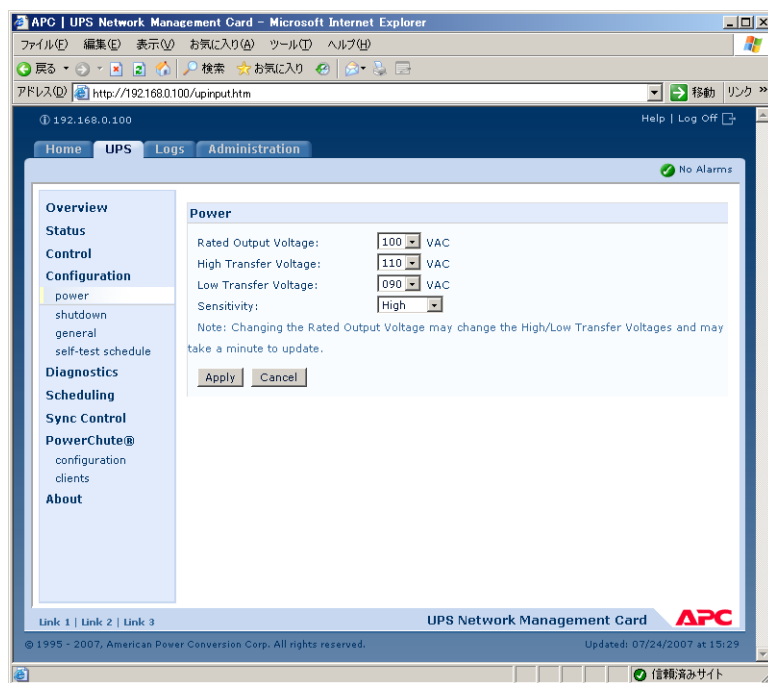 APC | UPS Network Management Card - Microsoft Internet Explorer
ファイル(F) 編集(E) 表示(V) お気に入り(A) ツール(T) ヘルプ(H)
戻る 検索 お気に入り
アドレス(D) http://192.168.0.100/upinput.htm 移動 リンク »
192.168.0.100 Help | Log Off
Home UPS Logs Administration
No Alarms
Overview
Status
Control
Configuration
power
shutdown
general
self-test schedule
Diagnostics
Scheduling
Sync Control
PowerChute®
configuration
clients
About
Power
Rated Output Voltage: 100 VAC
High Transfer Voltage: 110 VAC
Low Transfer Voltage: 090 VAC
Sensitivity: High
Note: Changing the Rated Output Voltage may change the High/Low Transfer Voltages and may
take a minute to update.
Apply Cancel
Link 1 | Link 2 | Link 3 UPS Network Management Card APC
© 1995 - 2007, American Power Conversion Corp. All rights reserved. Updated: 07/24/2007 at 15:29
信頼済みサイト